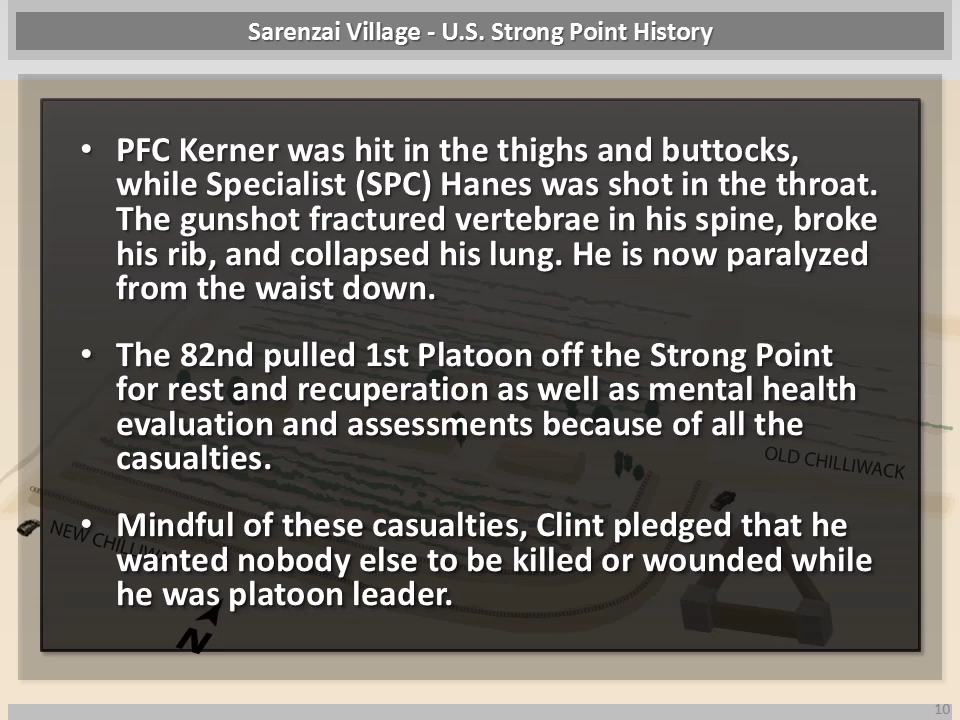 Sarenzai Village - U.S. Strong Point History
• PFC Kerner was hit in the thighs and buttocks,
while Specialist (SPC) Hanes was shot in the throat.
The gunshot fractured vertebrae in his spine, broke
his rib, and collapsed his lung. He is now paralyzed
from the waist down.
• The 82nd pulled 1st Platoon off the Strong Point
for rest and recuperation as well as mental health
evaluation and assessments because of all the
casualties.
OLD CHILLIWACK
• Mindful of these casualties, Clint pledged that he
wanted nobody else to be killed or wounded while
he was platoon leader.
NEW
N
10